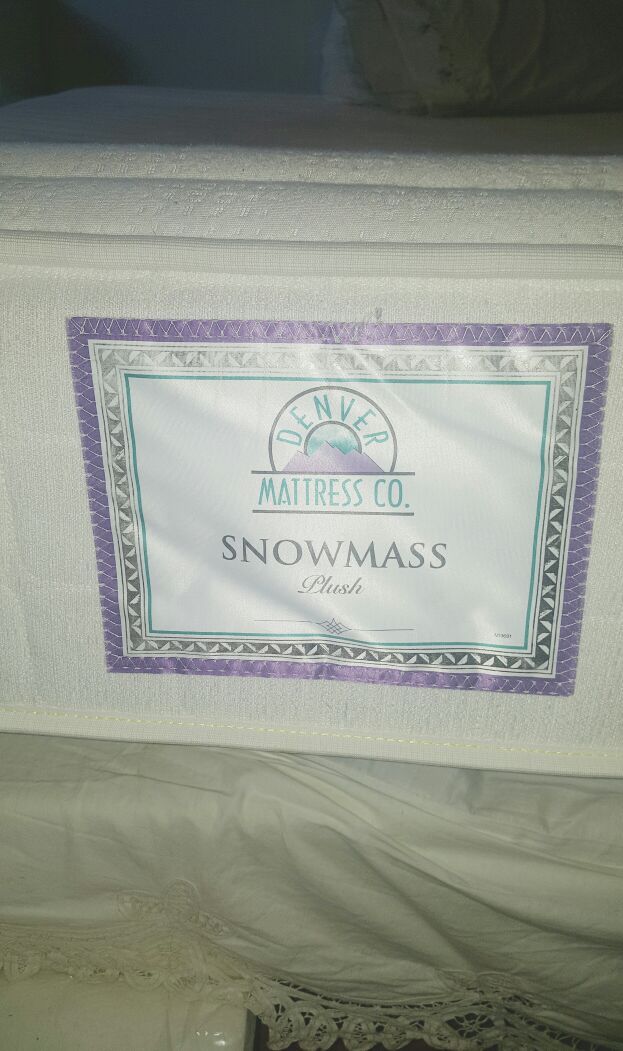 DENVER
MATTRESS CO.
SNOWMASS
Plush